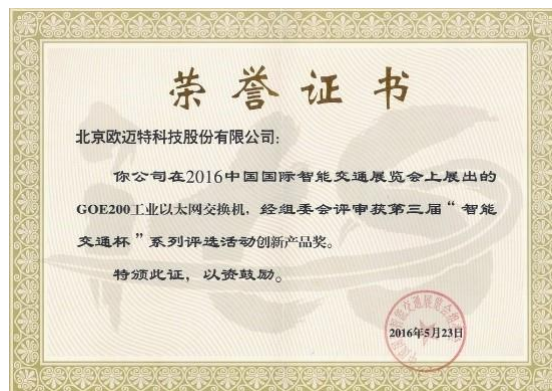 荣誉证书
北京欧迈特科技股份有限公司：
你公司在2016中国国际智能交通展览会上展出的
GOE200工业以太网交换机，经组委会评审获第三届“智能
交通杯”系列评选活动创新产品奖。
特颁此证，以资鼓励。
2016年5月23日